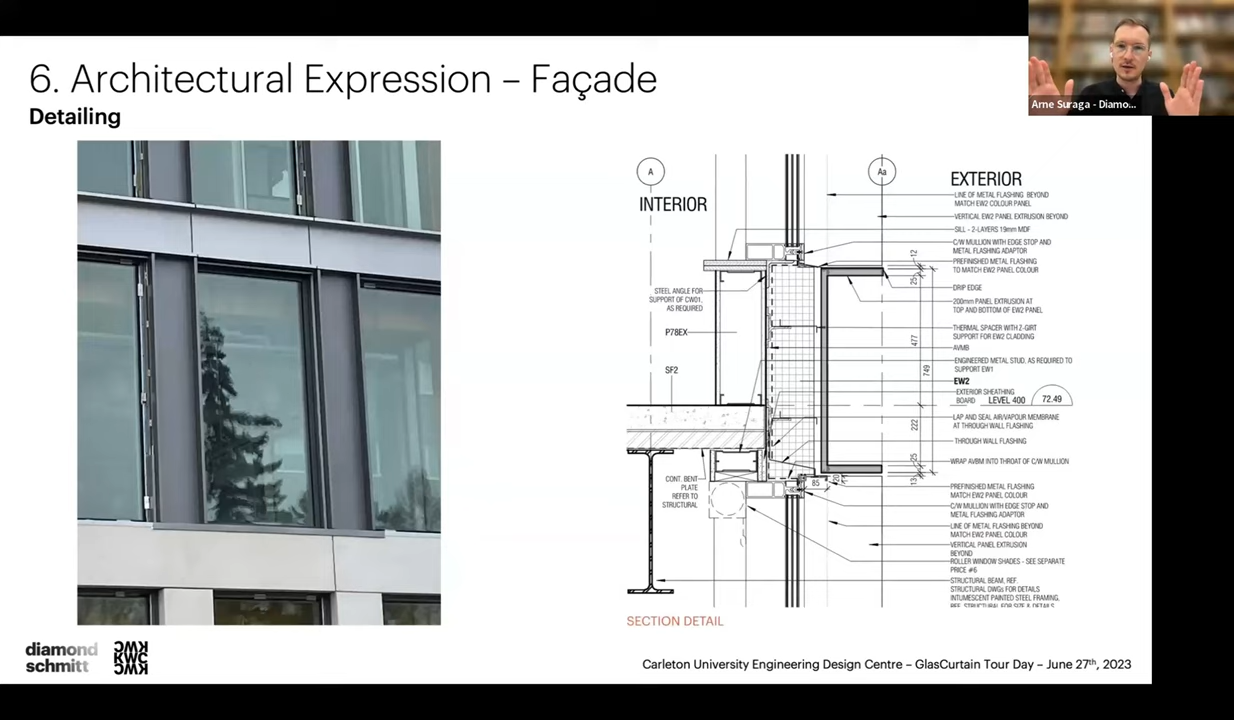 Arne Suraga - Diamo...
6. Architectural Expression – Façade
Detailing
A
Aa
INTERIOR
EXTERIOR
LINE OF METAL FLASHING BEYOND
MATCH EW2 COLOUR PANEL
VERTICAL EW2 PANEL EXTRUSION BEYOND
SILL - 2-LAYERS 19mm MDF
C/W MULLION WITH EDGE STOP AND
METAL FLASHING ADAPTOR
PREFINISHED METAL FLASHING
TO MATCH EW2 PANEL COLOUR
DRIP EDGE
200mm PANEL EXTRUSION AT
TOP AND BOTTOM OF EW2 PANEL
THERMAL SPACER WITH Z-GIRT
SUPPORT FOR EW2 CLADDING
AVMB
ENGINEERED METAL STUD. AS REQUIRED TO
SUPPORT EW1
EW2
EXTERIOR SHEATHING
BOARD
LEVEL 400
72.49
LAP AND SEAL AIR/VAPOUR MEMBRANE
AT THROUGH WALL FLASHING
THROUGH WALL FLASHING
WRAP AVBM INTO THROAT OF C/W MULLION
PREFINISHED METAL FLASHING
MATCH EW2 PANEL COLOUR
C/W MULLION WITH EDGE STOP AND
METAL FLASHING ADAPTOR
LINE OF METAL FLASHING BEYOND
MATCH EW2 PANEL COLOUR
VERTICAL PANEL EXTRUSION
BEYOND
ROLLER WINDOW SHADES - SEE SEPARATE
PRICE #6
STRUCTURAL BEAM, REF.
STRUCTURAL DWGs FOR DETAILS
INTUMESCENT PAINTED STEEL FRAMING,
REF. STRUCTURAL FOR SIZE & DETAILS
STEEL ANGLE FOR
SUPPORT OF CW01,
AS REQUIRED
P78EX
SF2
CONT. BENT
PLATE
REFER TO
STRUCTURAL
12
25
477
749
222
25
13
85
SECTION DETAIL
diamond
schmitt
KWC
Carleton University Engineering Design Centre – GlasCurtain Tour Day – June 27th, 2023